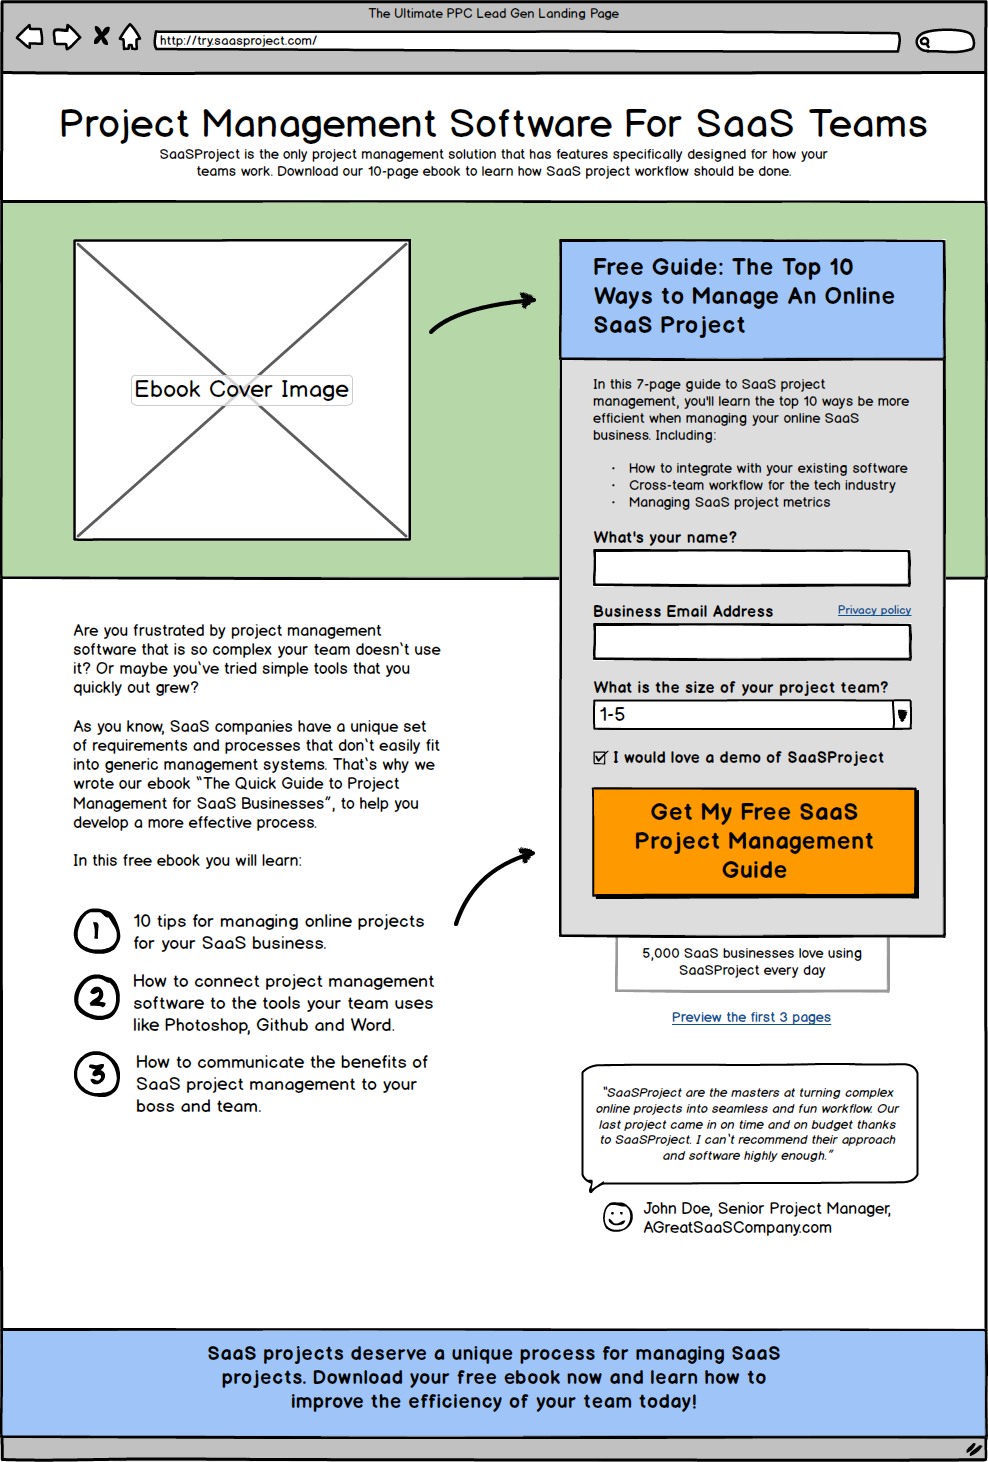 The Ultimate PPC Lead Gen Landing Page
http://try.saasproject.com/
Project Management Software For SaaS Teams
SaaSProject is the only project management solution that has features specifically designed for how your
teams work. Download our 10-page ebook to learn how SaaS project workflow should be done.
Ebook Cover Image
Free Guide: The Top 10
Ways to Manage An Online
SaaS Project
In this 7-page guide to SaaS project
management, you'll learn the top 10 ways be more
efficient when managing your online SaaS
business. Including:
· How to integrate with your existing software
· Cross-team workflow for the tech industry
· Managing SaaS project metrics
What's your name?
Business Email Address
Privacy policy
What is the size of your project team?
1-5
I would love a demo of SaaSProject
Get My Free SaaS
Project Management
Guide
5,000 SaaS businesses love using
SaaSProject every day
Preview the first 3 pages
"SaaSProject are the masters at turning complex
online projects into seamless and fun workflow. Our
last project came in on time and on budget thanks
to SaaSProject. I can't recommend their approach
and software highly enough."
John Doe, Senior Project Manager,
AGreatSaaSCompany.com
Are you frustrated by project management
software that is so complex your team doesn't use
it? Or maybe you've tried simple tools that you
quickly out grew?
As you know, SaaS companies have a unique set
of requirements and processes that don't easily fit
into generic management systems. That's why we
wrote our ebook "The Quick Guide to Project
Management for SaaS Businesses", to help you
develop a more effective process.
In this free ebook you will learn:
1
10 tips for managing online projects
for your SaaS business.
2
How to connect project management
software to the tools your team uses
like Photoshop, Github and Word.
3
How to communicate the benefits of
SaaS project management to your
boss and team.
SaaS projects deserve a unique process for managing SaaS
projects. Download your free ebook now and learn how to
improve the efficiency of your team today!